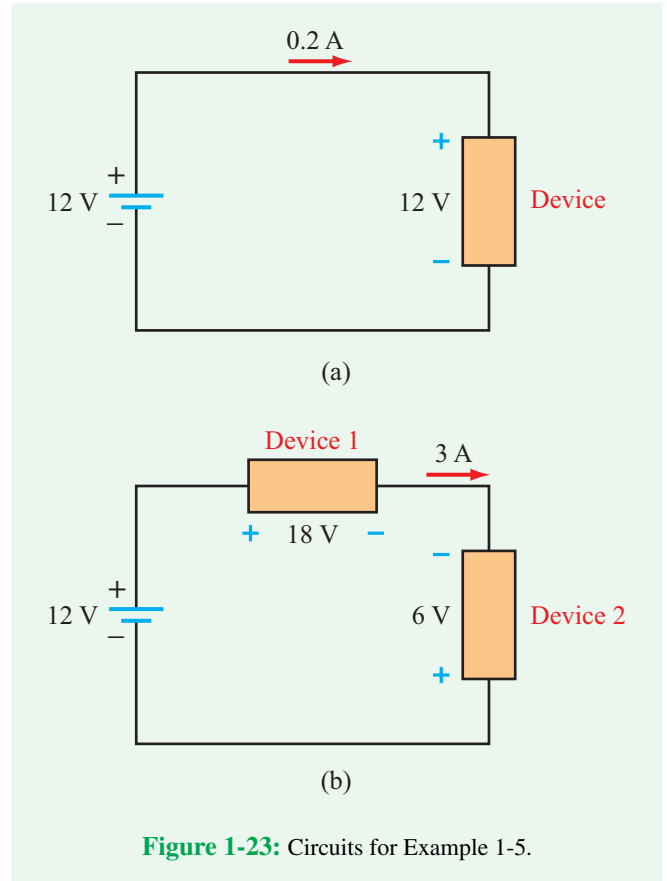 0.2 A
+
12 V
−
+
12 V
−
Device
(a)
Device 1
3 A
+ 18 V −
+
12 V
−
−
6 V
+
Device 2
(b)
Figure 1-23: Circuits for Example 1-5.